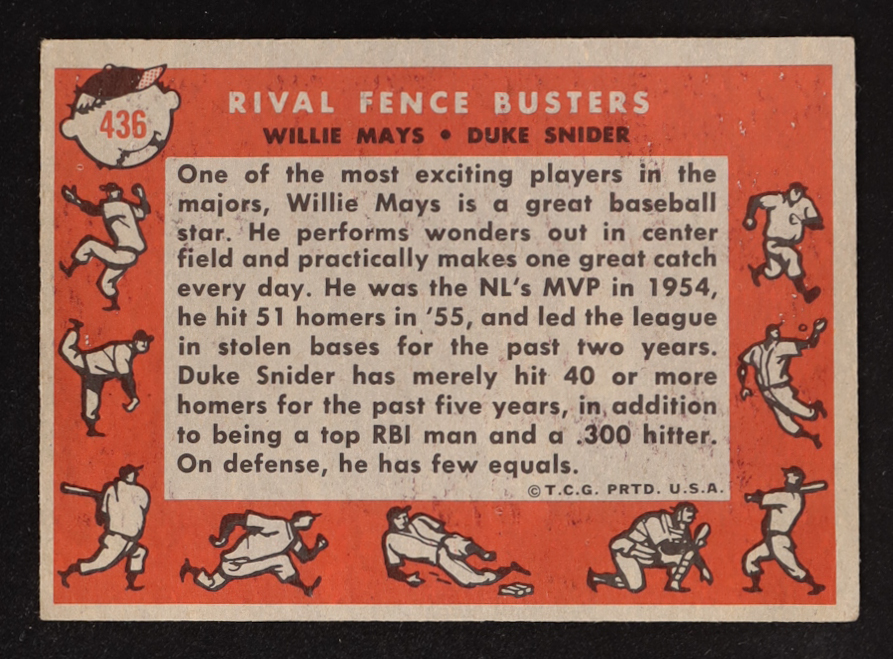 436
RIVAL FENCE BUSTERS
WILLIE MAYS • DUKE SNIDER
One of the most exciting players in the
majors, Willie Mays is a great baseball
star. He performs wonders out in center
field and practically makes one great catch
every day. He was the NL's MVP in 1954,
he hit 51 homers in '55, and led the league
in stolen bases for the past two years.
Duke Snider has merely hit 40 or more
homers for the past five years, in addition
to being a top RBI man and a .300 hitter.
On defense, he has few equals.
© T.C.G. PRTD. U.S.A.